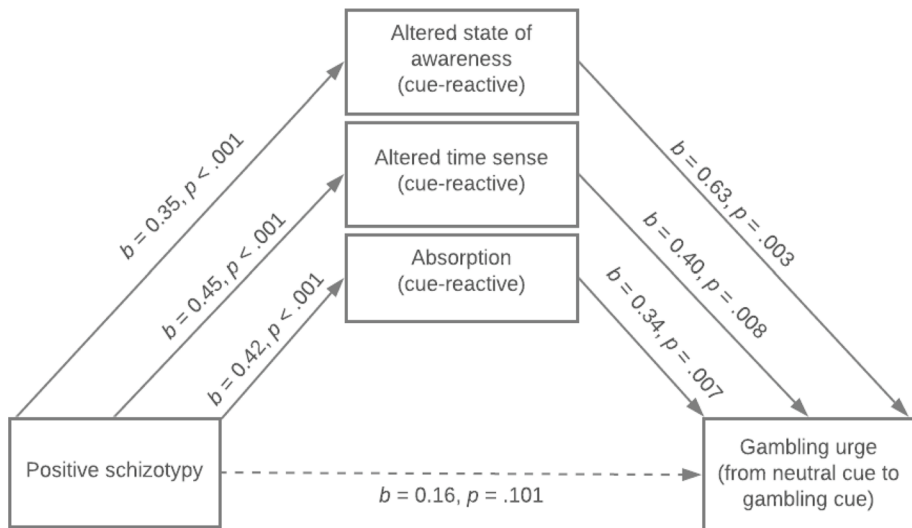 Altered state of
awareness
(cue-reactive)
Altered time sense
(cue-reactive)
Absorption
(cue-reactive)
b = 0.35, p < .001
b = 0.45, p < .001
b = 0.42, p < .001
b = 0.63, p = .003
b = 0.40, p = .008
b = 0.34, p = .007
Positive schizotypy
b = 0.16, p = .101
Gambling urge
(from neutral cue to
gambling cue)